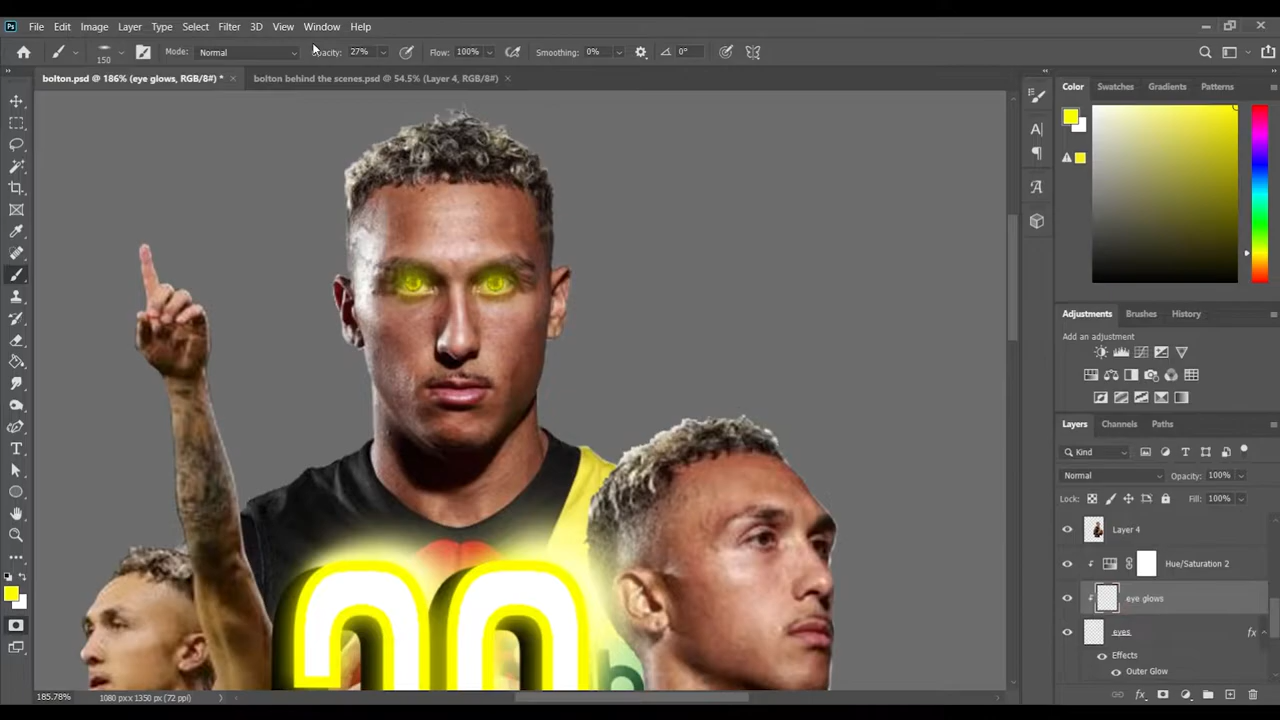 Ps File Edit Image Layer Type Select Filter 3D View Window Help
150 Mode: Normal Opacity: 27% Flow: 100% Smoothing: 0% 0°
bolton.psd @ 186% (eye glows, RGB/8#) * × bolton behind the scenes.psd @ 54.5% (Layer 4, RGB/8#) ×
Color Swatches Gradients Patterns
Adjustments Brushes History
Add an adjustment
Layers Channels Paths
Kind
Normal Opacity: 100%
Lock: Fill: 100%
Layer 4
Hue/Saturation 2
eye glows
eyes fx
Effects
Outer Glow
20
b
185.78% 1080 px x 1350 px (72 ppi)